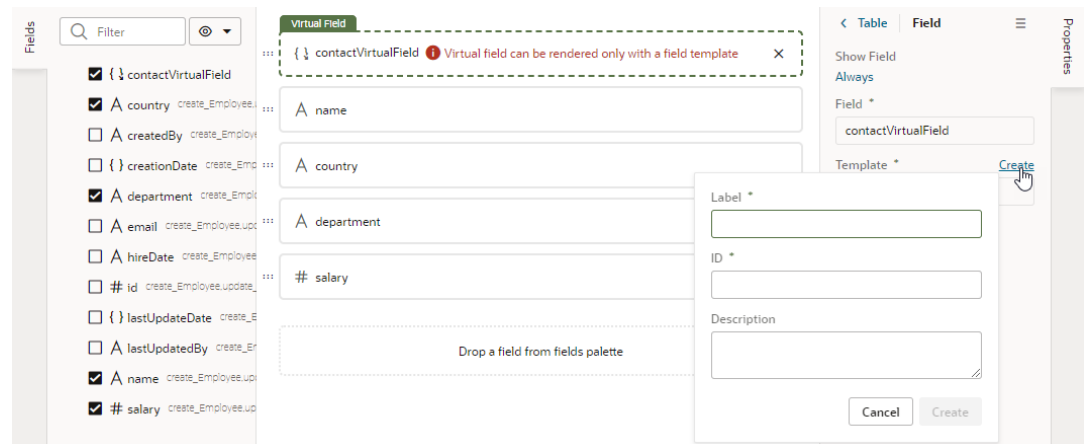 Fields
Filter
{ } contactVirtualField
A country create_Employee,
A createdBy create_Employe
{ } creationDate create_Emp
A department create_Emplo
A email create_Employee,upd
A hireDate create_Employee
# id create_Employee,update_
{ } lastUpdateDate create_E
A lastUpdatedBy create_Er
A name create_Employee,up
# salary create_Employee,up
Virtual Field
{ } contactVirtualField Virtual field can be rendered only with a field template
A name
A country
A department
# salary
Drop a field from fields palette
< Table Field
Show Field
Always
Field *
contactVirtualField
Template * Create
Label *
ID *
Description
Cancel Create
Properties